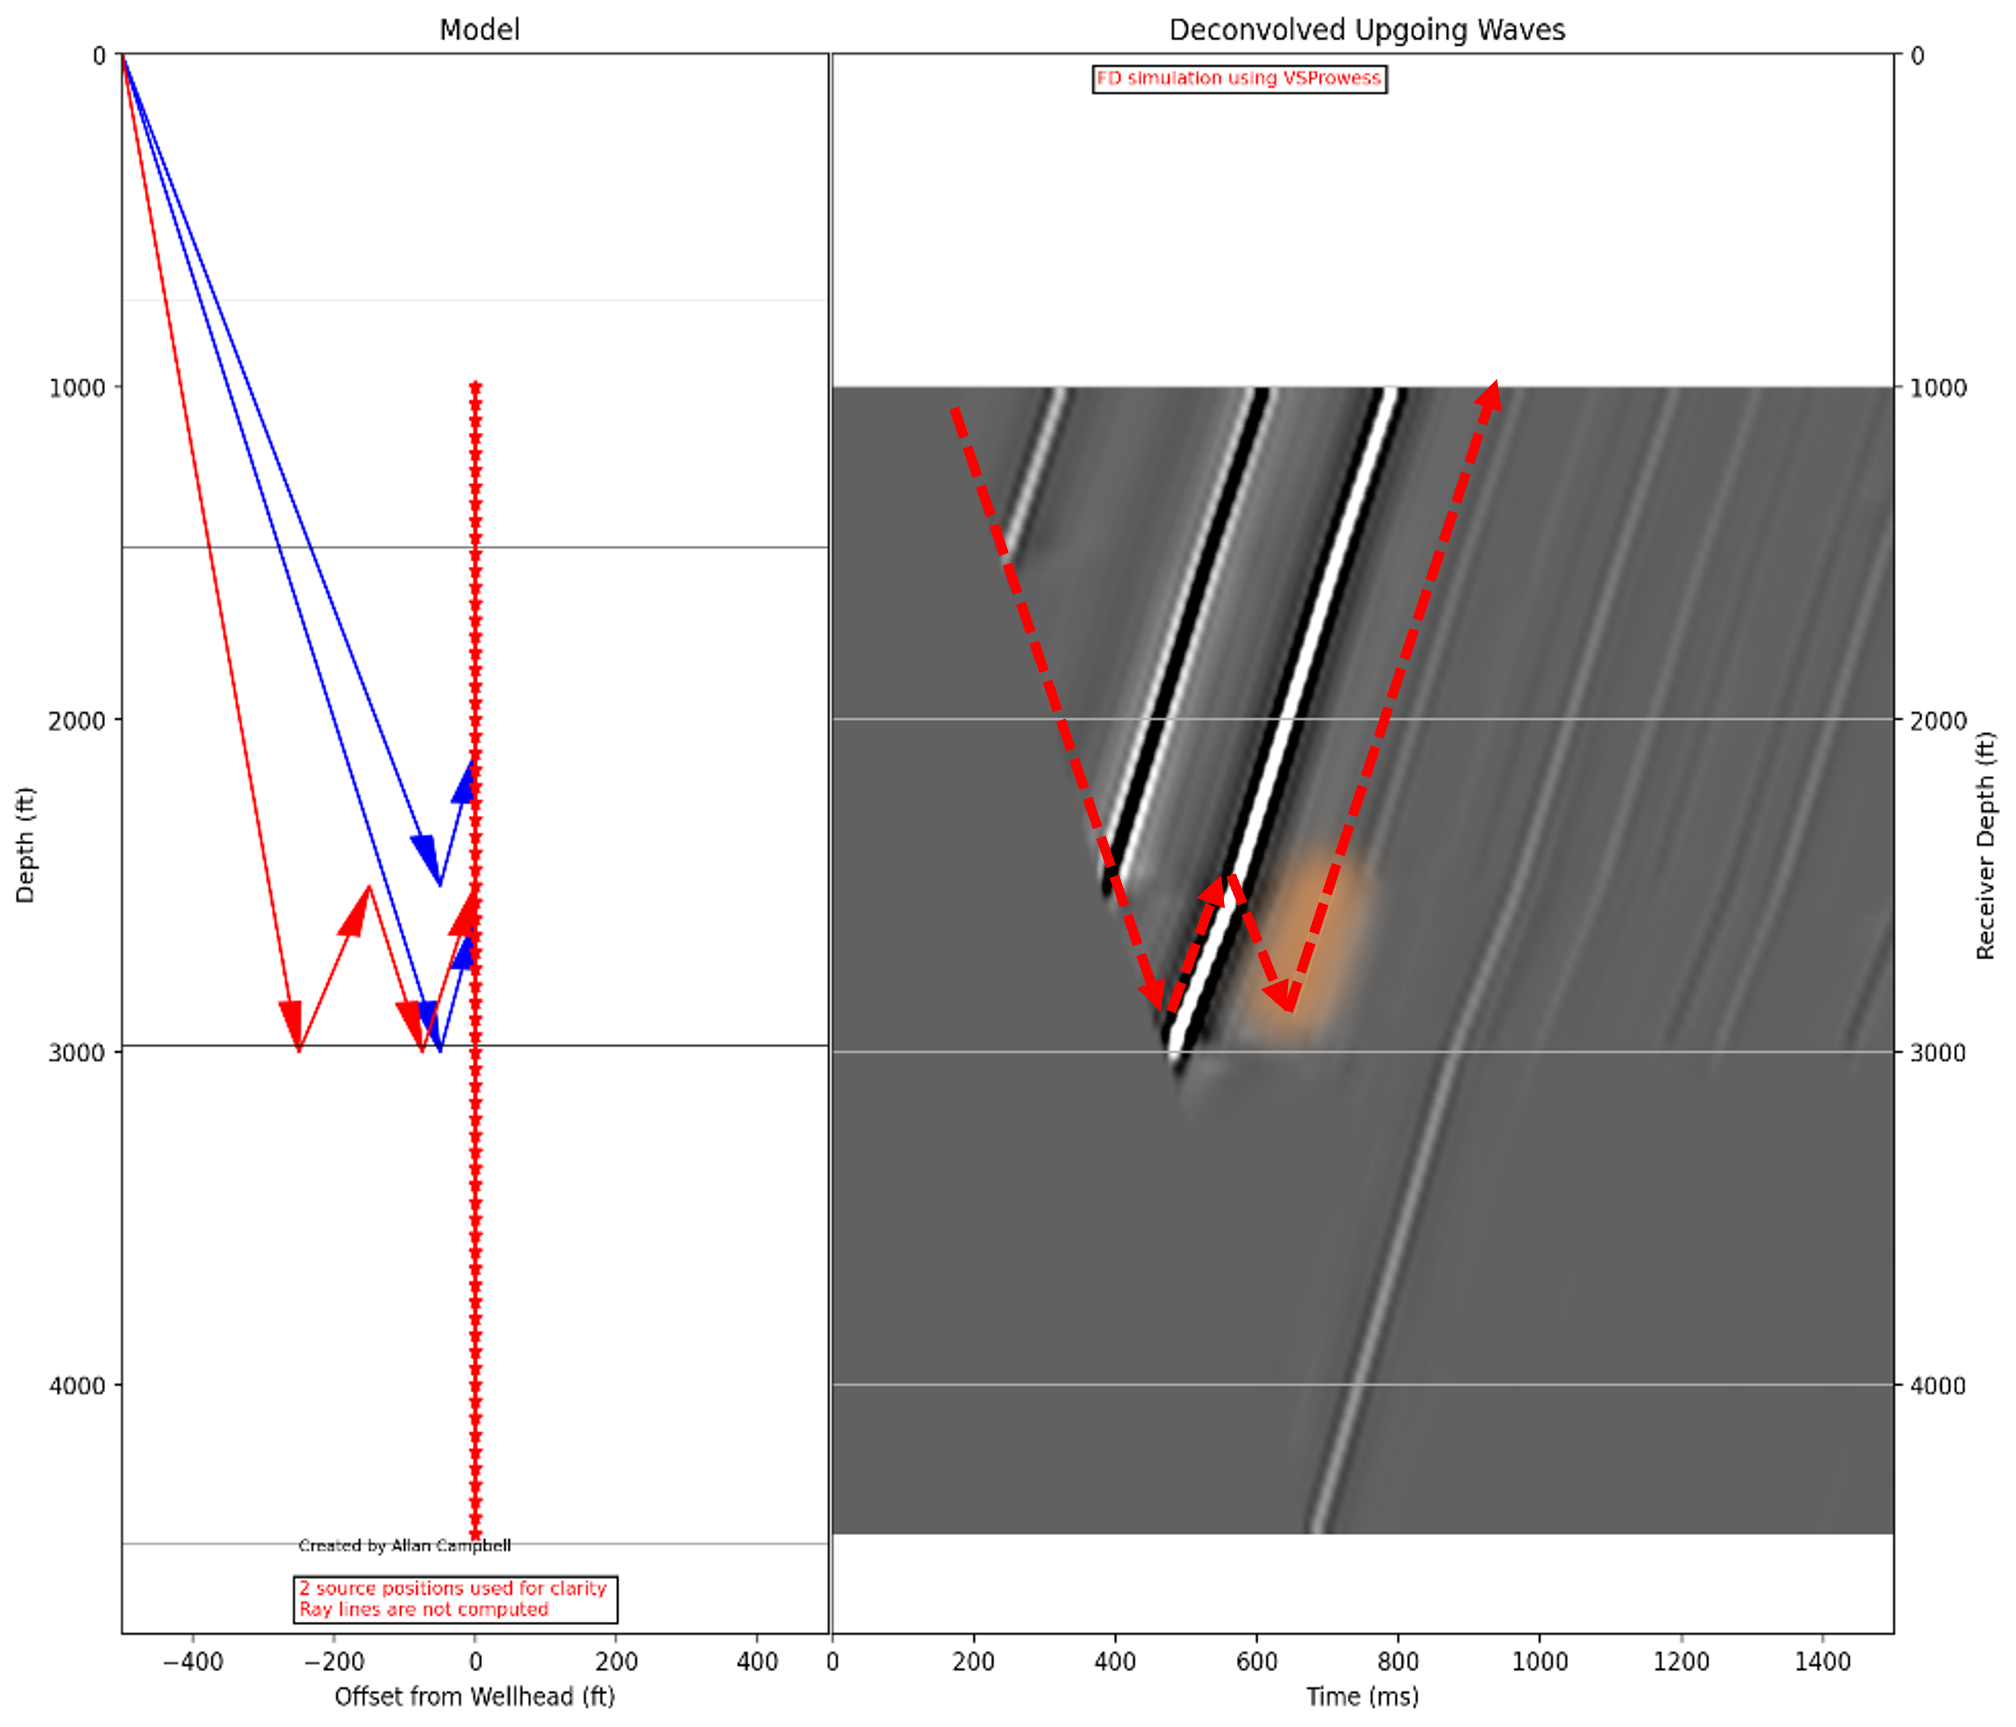 Model
Deconvolved Upgoing Waves
FD simulation using VSProwess
0
1000
2000
3000
4000
Depth (ft)
Created by Allan Campbell
2 source positions used for clarity
Ray lines are not computed
−400 −200 0 200 400
Offset from Wellhead (ft)
0 200 400 600 800 1000 1200 1400
Time (ms)
0
1000
2000
3000
4000
Receiver Depth (ft)